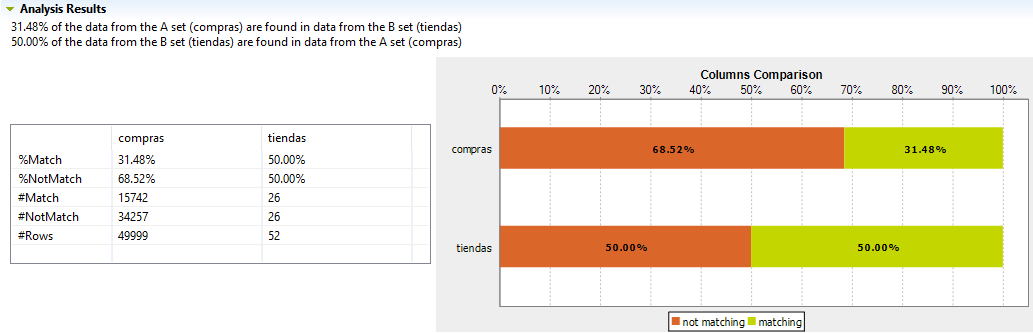 Analysis Results
31.48% of the data from the A set (compras) are found in data from the B set (tiendas)
50.00% of the data from the B set (tiendas) are found in data from the A set (compras)
compras tiendas
%Match 31.48% 50.00%
%NotMatch 68.52% 50.00%
#Match 15742 26
#NotMatch 34257 26
#Rows 49999 52
Columns Comparison
0% 10% 20% 30% 40% 50% 60% 70% 80% 90% 100%
compras 68.52% 31.48%
tiendas 50.00% 50.00%
not matching matching